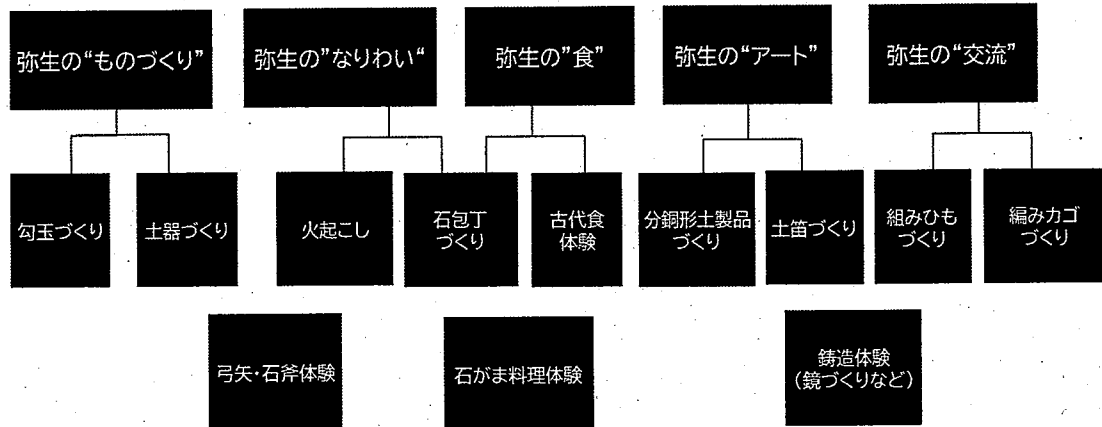 弥生の“ものづくり”
弥生の”なりわい“
弥生の”食”
弥生の“アート”
弥生の“交流”
勾玉づくり
土器づくり
火起こし
石包丁
づくり
古代食
体験
分銅形土製品
づくり
土笛づくり
組みひも
づくり
編みカゴ
づくり
弓矢・石斧体験
石がま料理体験
鋳造体験
（鏡づくりなど）